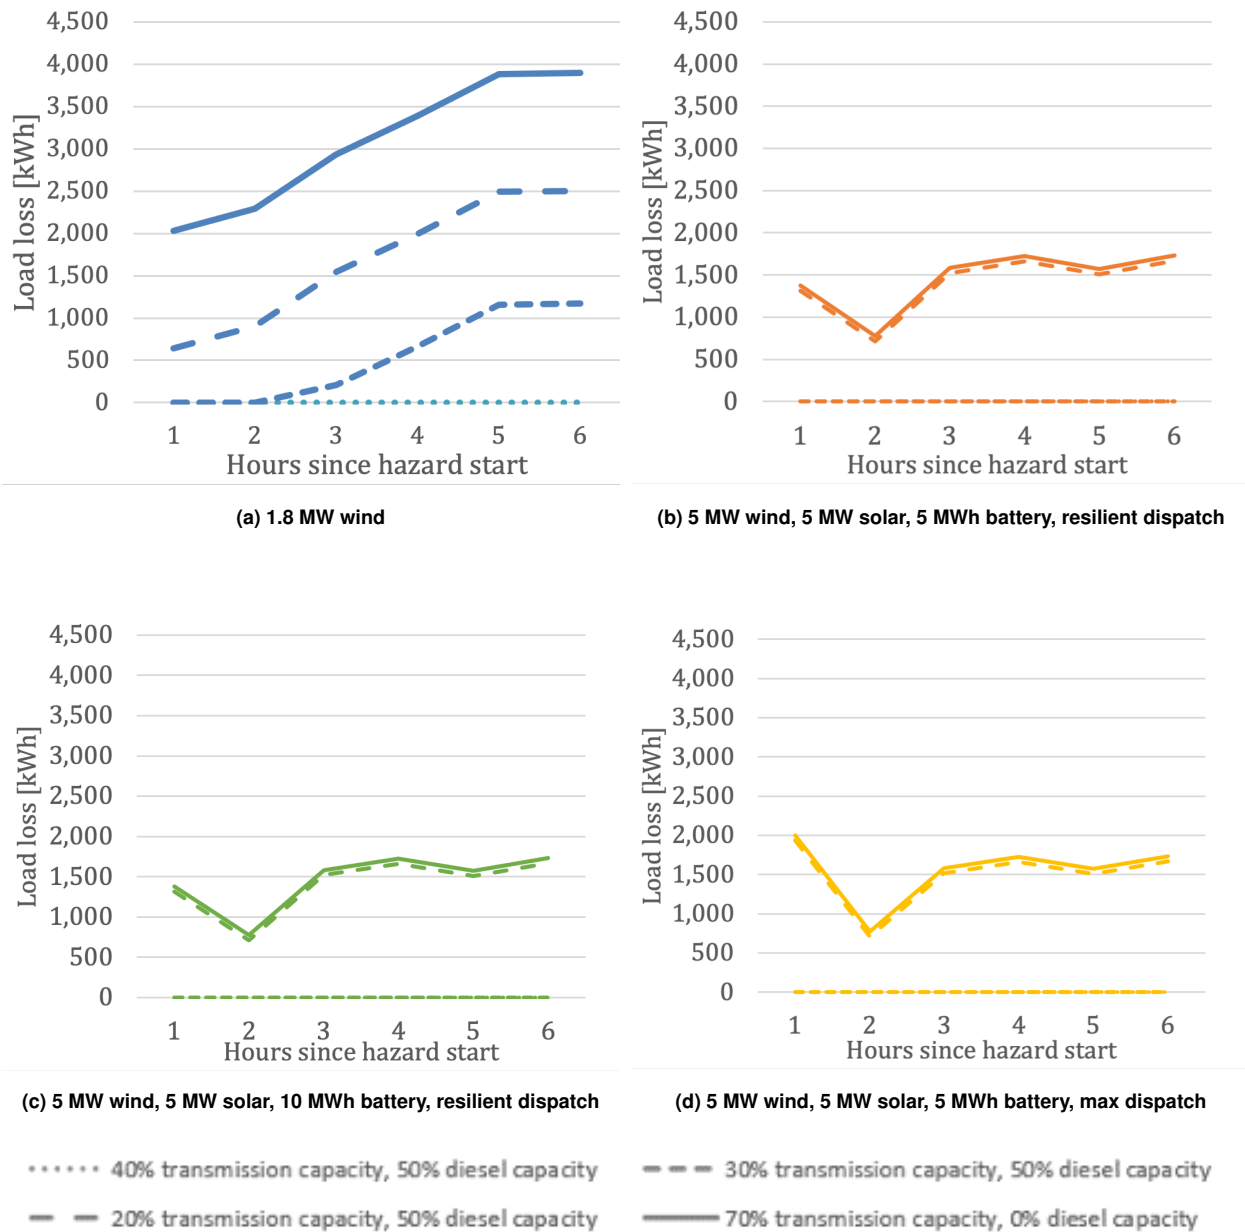 4,500
4,000
3,500
3,000
2,500
2,000
1,500
1,000
500
0
Load loss [kWh]
1 2 3 4 5 6
Hours since hazard start
(a) 1.8 MW wind
4,500
4,000
3,500
3,000
2,500
2,000
1,500
1,000
500
0
Load loss [kWh]
1 2 3 4 5 6
Hours since hazard start
(b) 5 MW wind, 5 MW solar, 5 MWh battery, resilient dispatch
4,500
4,000
3,500
3,000
2,500
2,000
1,500
1,000
500
0
Load loss [kWh]
1 2 3 4 5 6
Hours since hazard start
(c) 5 MW wind, 5 MW solar, 10 MWh battery, resilient dispatch
4,500
4,000
3,500
3,000
2,500
2,000
1,500
1,000
500
0
Load loss [kWh]
1 2 3 4 5 6
Hours since hazard start
(d) 5 MW wind, 5 MW solar, 5 MWh battery, max dispatch
40% transmission capacity, 50% diesel capacity
30% transmission capacity, 50% diesel capacity
20% transmission capacity, 50% diesel capacity
70% transmission capacity, 0% diesel capacity